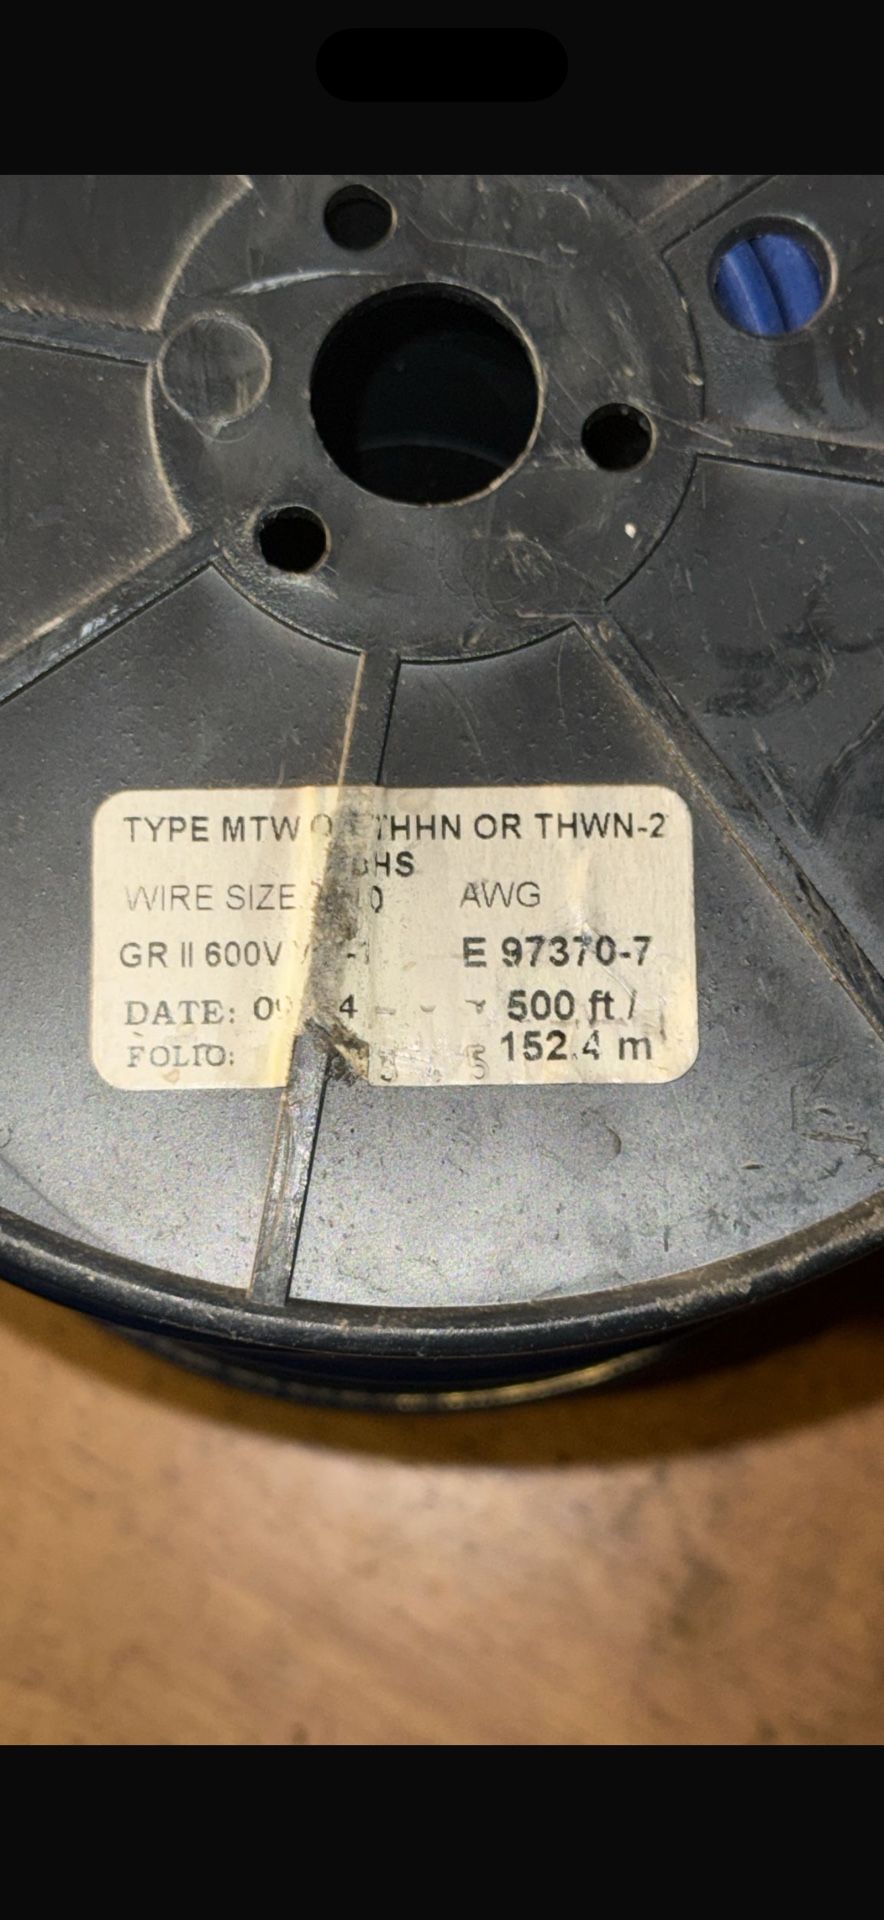 TYPE MTW THHN OR THWN-2
WIRE SIZE AWG
GR II 600V E 97370-7
DATE: 500 ft /
FOLIO: 152.4 m